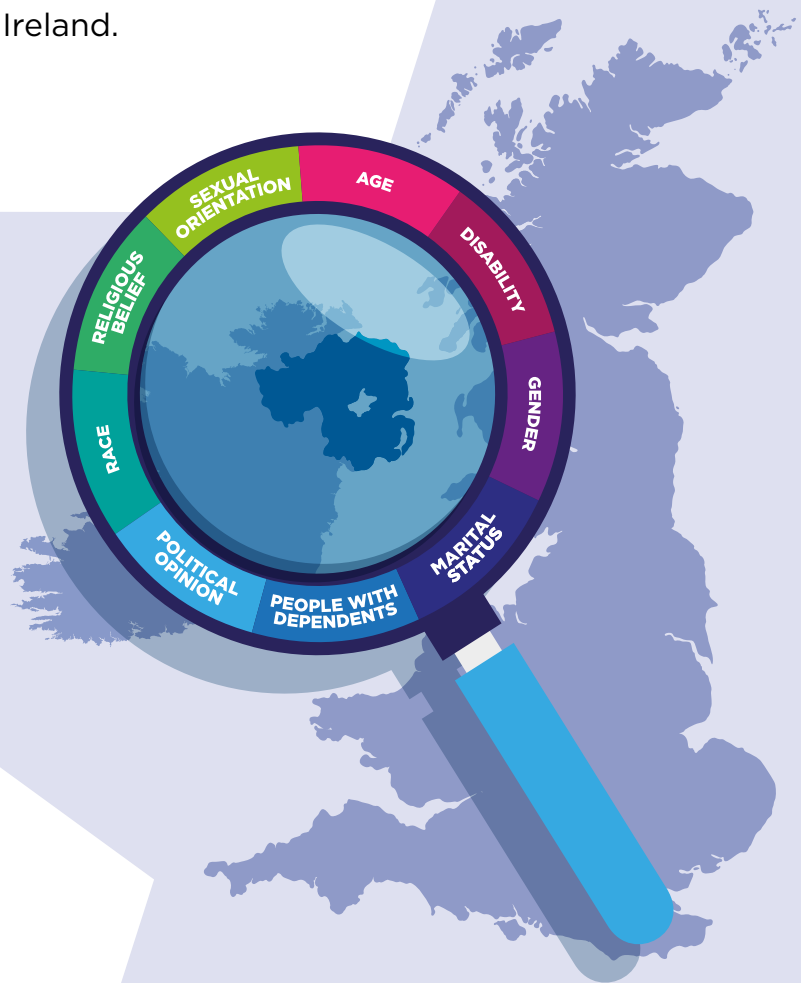 Ireland.
AGE
DISABILITY
GENDER
MARITAL
STATUS
PEOPLE WITH
DEPENDENTS
POLITICAL
OPINION
RACE
RELIGIOUS
BELIEF
SEXUAL
ORIENTATION